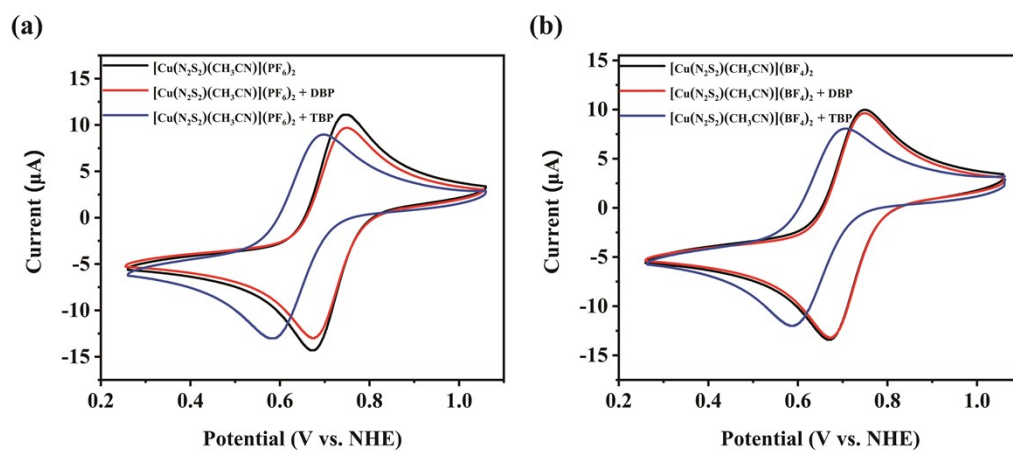 (a)
[Cu(N₂S₂)(CH₃CN)](PF₆)₂
[Cu(N₂S₂)(CH₃CN)](PF₆)₂ + DBP
[Cu(N₂S₂)(CH₃CN)](PF₆)₂ + TBP
15
10
5
0
-5
-10
-15
Current (μA)
0.2 0.4 0.6 0.8 1.0
Potential (V vs. NHE)
(b)
[Cu(N₂S₂)(CH₃CN)](BF₄)₂
[Cu(N₂S₂)(CH₃CN)](BF₄)₂ + DBP
[Cu(N₂S₂)(CH₃CN)](BF₄)₂ + TBP
15
10
5
0
-5
-10
-15
Current (μA)
0.2 0.4 0.6 0.8 1.0
Potential (V vs. NHE)